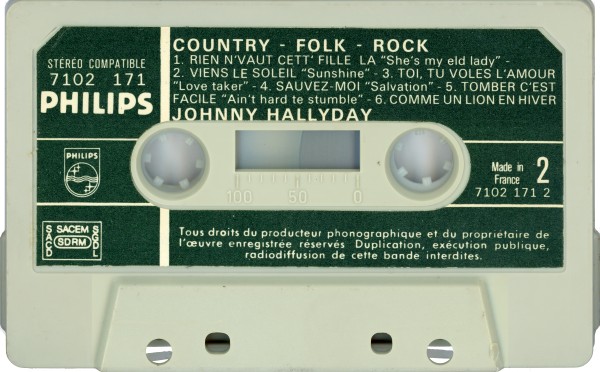 COUNTRY - FOLK - ROCK
STÉRÉO COMPATIBLE
7102 171
PHILIPS
1. RIEN N'VAUT CETT' FILLE LA "She's my eld lady" -
2. VIENS LE SOLEIL "Sunshine" - 3. TOI, TU VOLES L'AMOUR
"Love taker" - 4. SAUVEZ-MOI "Salvation" - 5. TOMBER C'EST
FACILE "Ain't hard te stumble" - 6. COMME UN LION EN HIVER
JOHNNY HALLYDAY
PHILIPS
100 50 0
Made in
France
2
7102 171 2
SACD
SACEM
SDRM
SGDL
Tous droits du producteur phonographique et du propriétaire de
l'œuvre enregistrée réservés Duplication, exécution publique,
radiodiffusion de cette bande interdites.